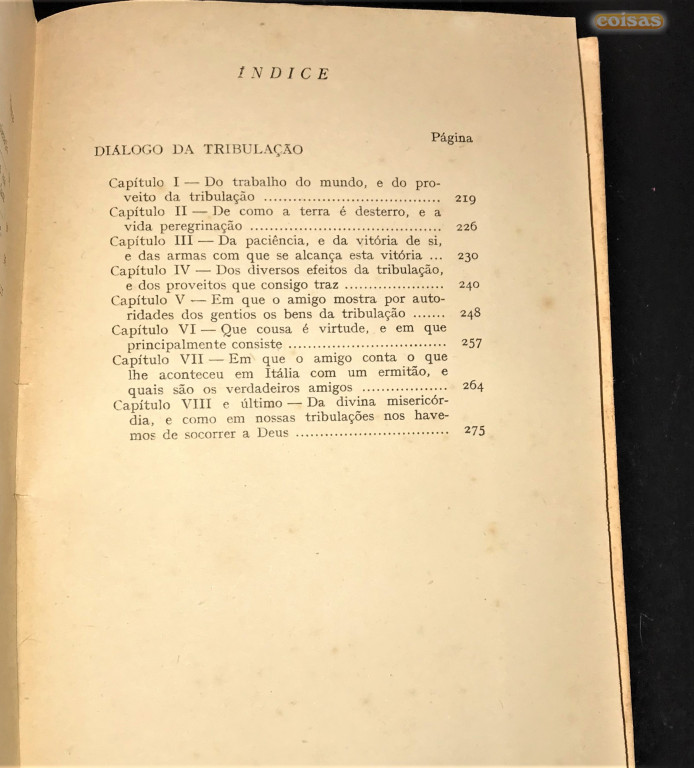 coisas
ÍNDICE
Página
DIÁLOGO DA TRIBULAÇÃO
Capítulo I — Do trabalho do mundo, e do pro-
veito da tribulação ..................................... 219
Capítulo II — De como a terra é desterro, e a
vida peregrinação ....................................... 226
Capítulo III — Da paciência, e da vitória de si,
e das armas com que se alcança esta vitória ... 230
Capítulo IV — Dos diversos efeitos da tribulação,
e dos proveitos que consigo traz .................... 240
Capítulo V — Em que o amigo mostra por auto-
ridades dos gentios os bens da tribulação ....... 248
Capítulo VI — Que cousa é virtude, e em que
principalmente consiste ................................ 257
Capítulo VII — Em que o amigo conta o que
lhe aconteceu em Itália com um ermitão, e
quais são os verdadeiros amigos ................. 264
Capítulo VIII e último — Da divina misericór-
dia, e como em nossas tribulações nos have-
mos de socorrer a Deus ............................... 275